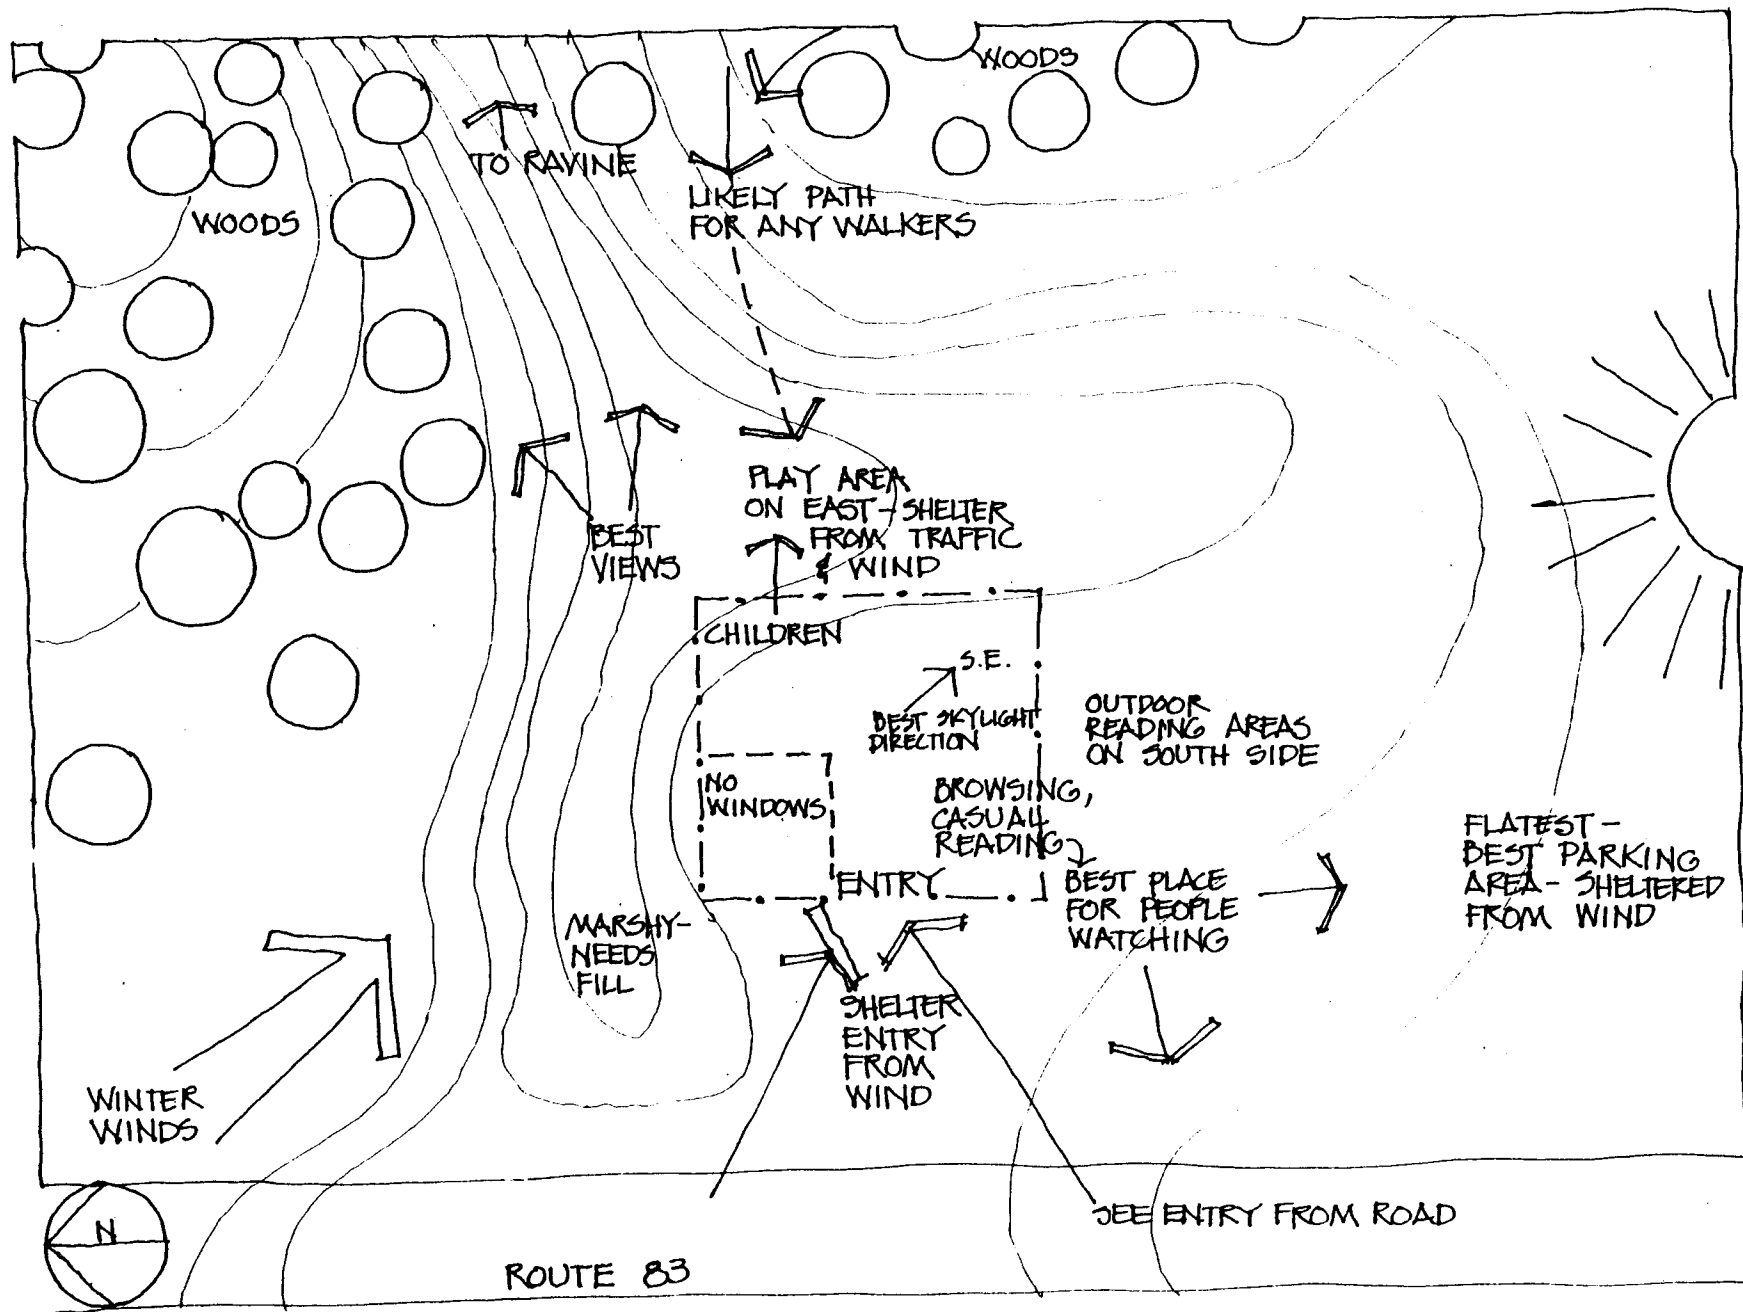 WOODS
TO RAVINE
WOODS
LIKELY PATH
FOR ANY WALKERS
PLAY AREA
ON EAST-SHELTER
FROM TRAFFIC
& WIND
BEST
VIEWS
CHILDREN
S.E.
BEST SKYLIGHT
DIRECTION
OUTDOOR
READING AREAS
ON SOUTH SIDE
NO
WINDOWS
BROWSING,
CASUAL
READING
ENTRY
BEST PLACE
FOR PEOPLE
WATCHING
FLATEST-
BEST PARKING
AREA- SHELTERED
FROM WIND
MARSHY-
NEEDS
FILL
SHELTER
ENTRY
FROM
WIND
WINTER
WINDS
SEE ENTRY FROM ROAD
N
ROUTE 83